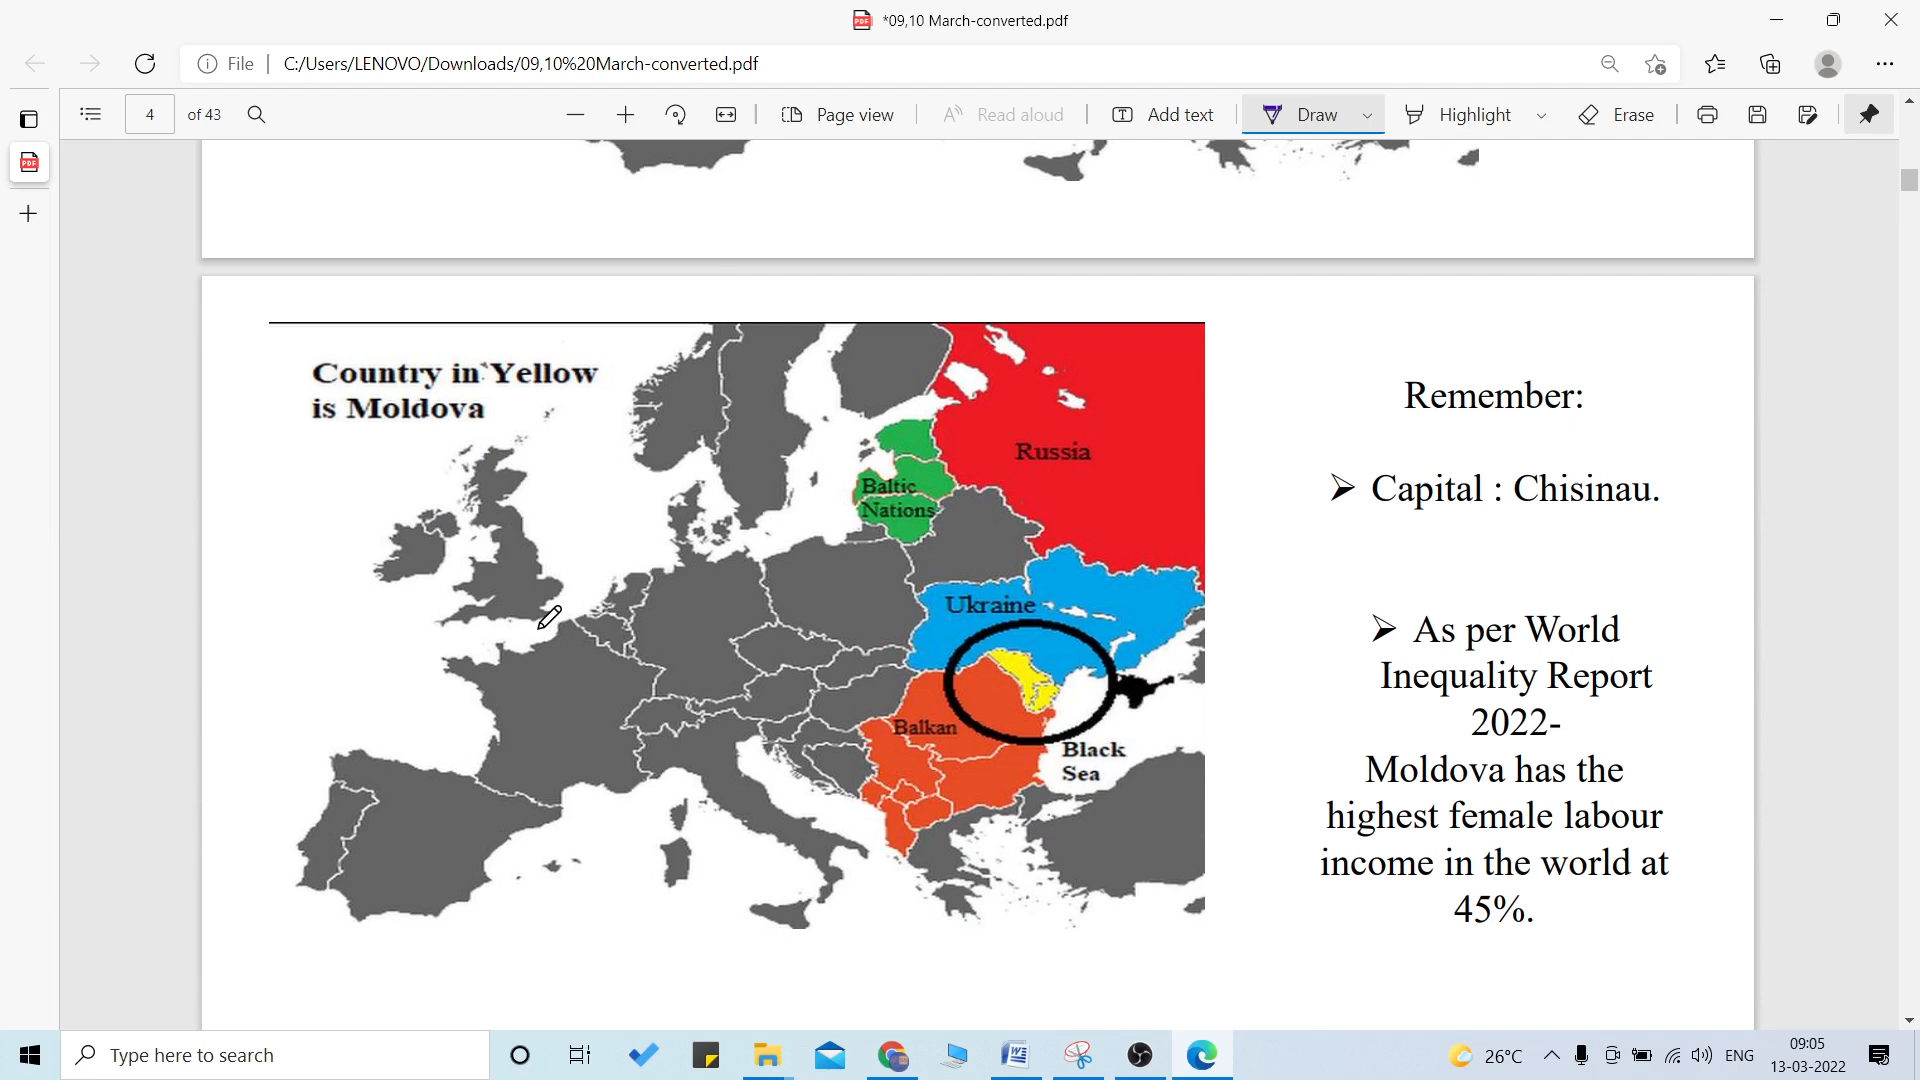 *09,10 March-converted.pdf
File
C:/Users/LENOVO/Downloads/09,10%20March-converted.pdf
4 of 43
Page view
Read aloud
Add text
Draw
Highlight
Erase
Country in Yellow
is Moldova
Russia
Baltic
Nations
Ukraine
Balkan
Black
Sea
Remember:
Capital : Chisinau.
As per World
Inequality Report
2022-
Moldova has the
highest female labour
income in the world at
45%.
Type here to search
26°C
ENG
09:05
13-03-2022